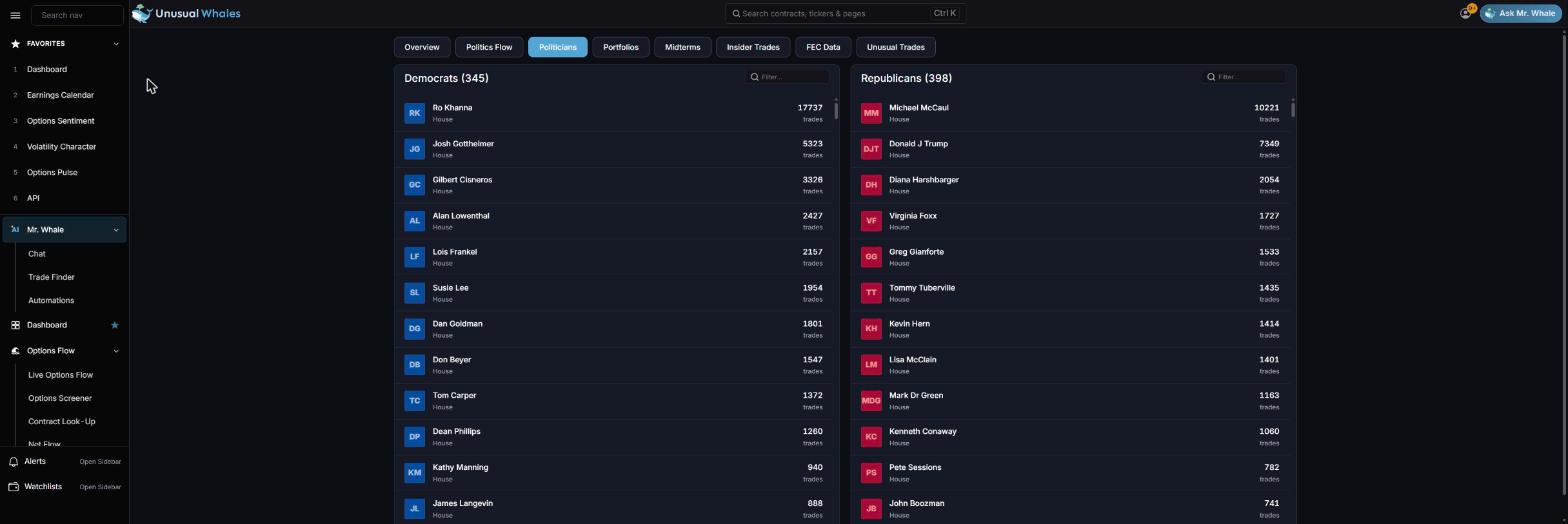 Search nav
Unusual Whales
Search contracts, tickers & pages
Ctrl K
9+
Ask Mr. Whale
FAVORITES
1 Dashboard
2 Earnings Calendar
3 Options Sentiment
4 Volatility Character
5 Options Pulse
6 API
AI Mr. Whale
Chat
Trade Finder
Automations
Dashboard
Options Flow
Live Options Flow
Options Screener
Contract Look-Up
Net Flow
Alerts Open Sidebar
Watchlists Open Sidebar
Overview
Politics Flow
Politicians
Portfolios
Midterms
Insider Trades
FEC Data
Unusual Trades
Democrats (345)
Filter...
RK Ro Khanna 17737
House trades
JG Josh Gottheimer 5323
House trades
GC Gilbert Cisneros 3326
House trades
AL Alan Lowenthal 2427
House trades
LF Lois Frankel 2157
House trades
SL Susie Lee 1954
House trades
DG Dan Goldman 1801
House trades
DB Don Beyer 1547
House trades
TC Tom Carper 1372
House trades
DP Dean Phillips 1260
House trades
KM Kathy Manning 940
House trades
JL James Langevin 888
House trades
Republicans (398)
Filter...
MM Michael McCaul 10221
House trades
DJT Donald J Trump 7349
House trades
DH Diana Harshbarger 2054
House trades
VF Virginia Foxx 1727
House trades
GG Greg Gianforte 1533
House trades
TT Tommy Tuberville 1435
House trades
KH Kevin Hern 1414
House trades
LM Lisa McClain 1401
House trades
MDG Mark Dr Green 1163
House trades
KC Kenneth Conaway 1060
House trades
PS Pete Sessions 782
House trades
JB John Boozman 741
House trades